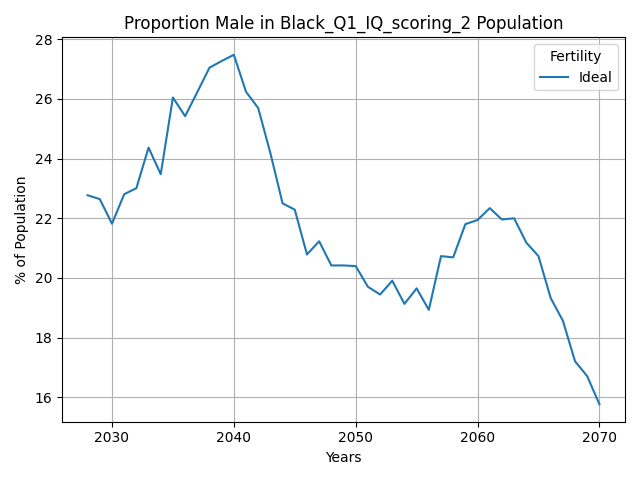 Proportion Male in Black_Q1_IQ_scoring_2 Population
Fertility
Ideal
% of Population
28
26
24
22
20
18
16
2030
2040
2050
2060
2070
Years